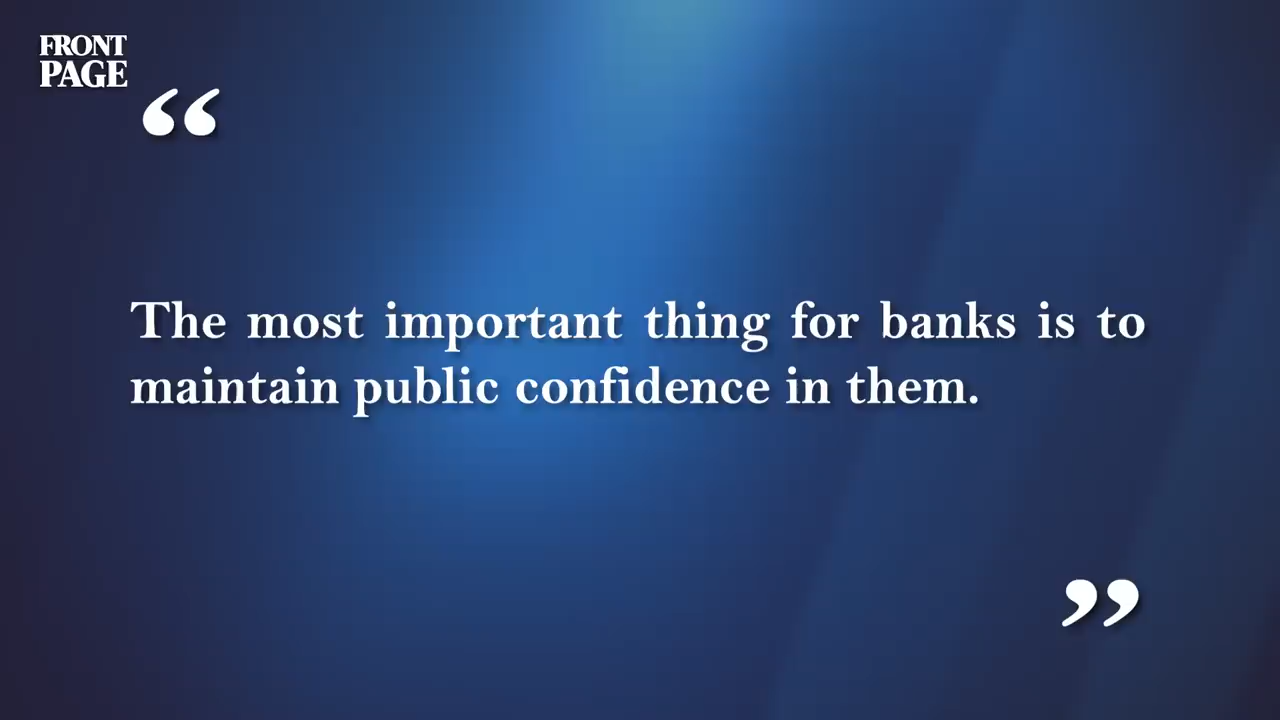 FRONT
PAGE
“
The most important thing for banks is to
maintain public confidence in them.
”